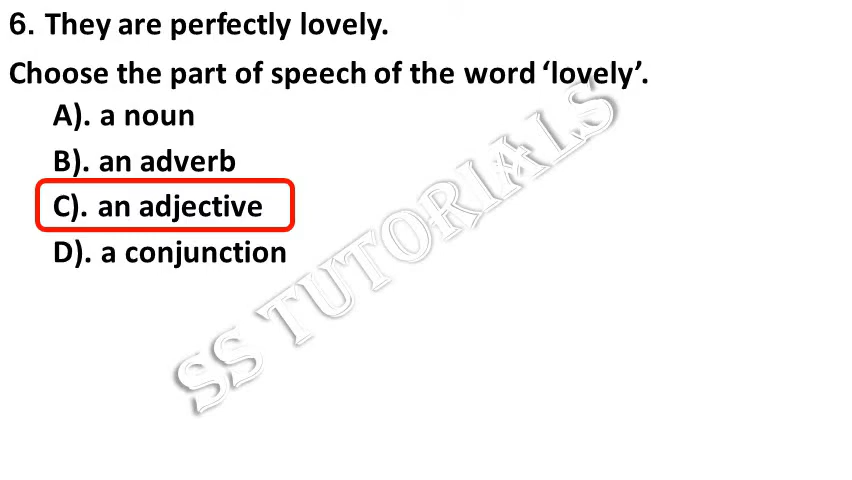 6. They are perfectly lovely.
Choose the part of speech of the word ‘lovely’.
A). a noun
B). an adverb
C). an adjective
D). a conjunction
SS TUTORIALS